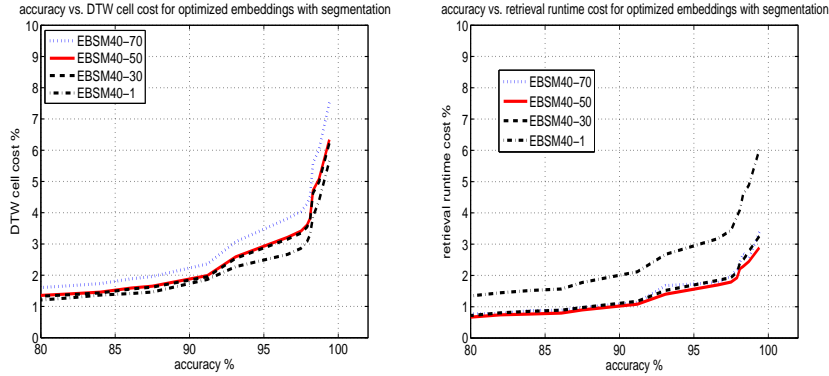 accuracy vs. DTW cell cost for optimized embeddings with segmentation
10
9
8
7
6
5
4
3
2
1
0
DTW cell cost %
EBSM40−70
EBSM40−50
EBSM40−30
EBSM40−1
80 85 90 95 100
accuracy %
accuracy vs. retrieval runtime cost for optimized embeddings with segmentation
10
9
8
7
6
5
4
3
2
1
0
retrieval runtime cost %
EBSM40−70
EBSM40−50
EBSM40−30
EBSM40−1
80 85 90 95 100
accuracy %